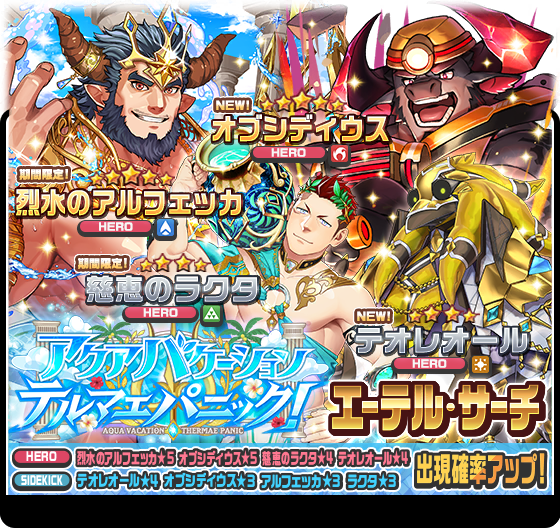 NEW! ★★★★★
オブシディウス
HERO
期間限定! ★★★★★
烈水のアルフェッカ
HERO
期間限定! ★★★★
慈恵のラクタ
HERO
NEW! ★★★★
テオレオール
HERO
アクアバケーション
テルマエパニック!
AQUA VACATION THERMAE PANIC
エーテル・サーチ
HERO 烈水のアルフェッカ★5 オブシディウス★5 慈恵のラクタ★4 テオレオール★4
SIDEKICK テオレオール★4 オブシディウス★3 アルフェッカ★3 ラクタ★3
出現確率アップ!